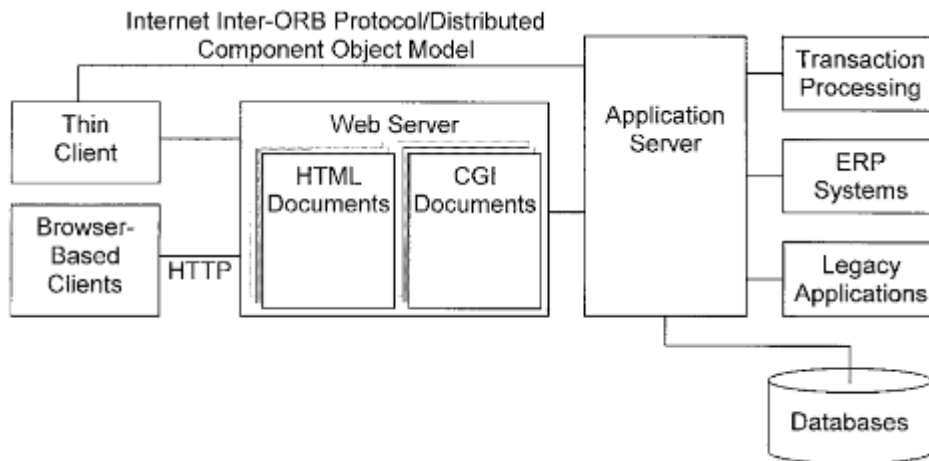 Internet Inter-ORB Protocol/Distributed
Component Object Model
Thin
Client
Browser-
Based
Clients
HTTP
Web Server
HTML
Documents
CGI
Documents
Application
Server
Transaction
Processing
ERP
Systems
Legacy
Applications
Databases